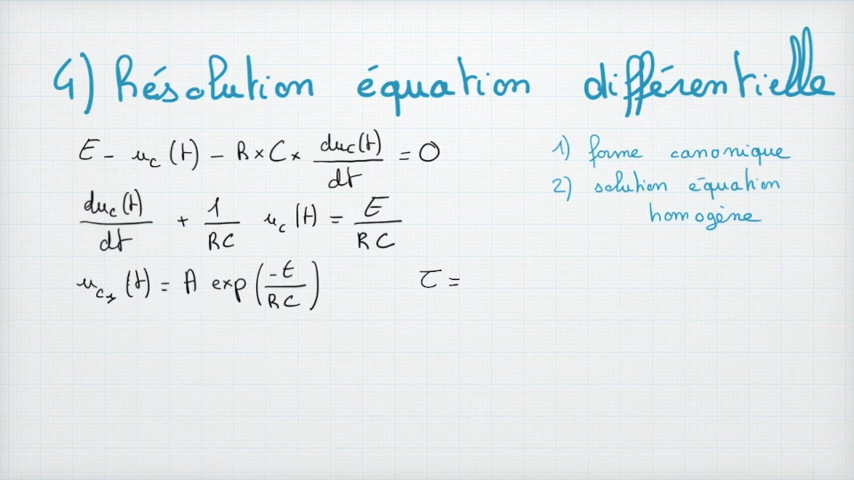 4) Résolution équation différentielle
E - uc(t) - R × C × duc(t)/dt = 0
duc(t)/dt + 1/RC uc(t) = E/RC
uc₁(t) = A exp(-t/RC)
τ =
1) forme canonique
2) solution équation
homogène